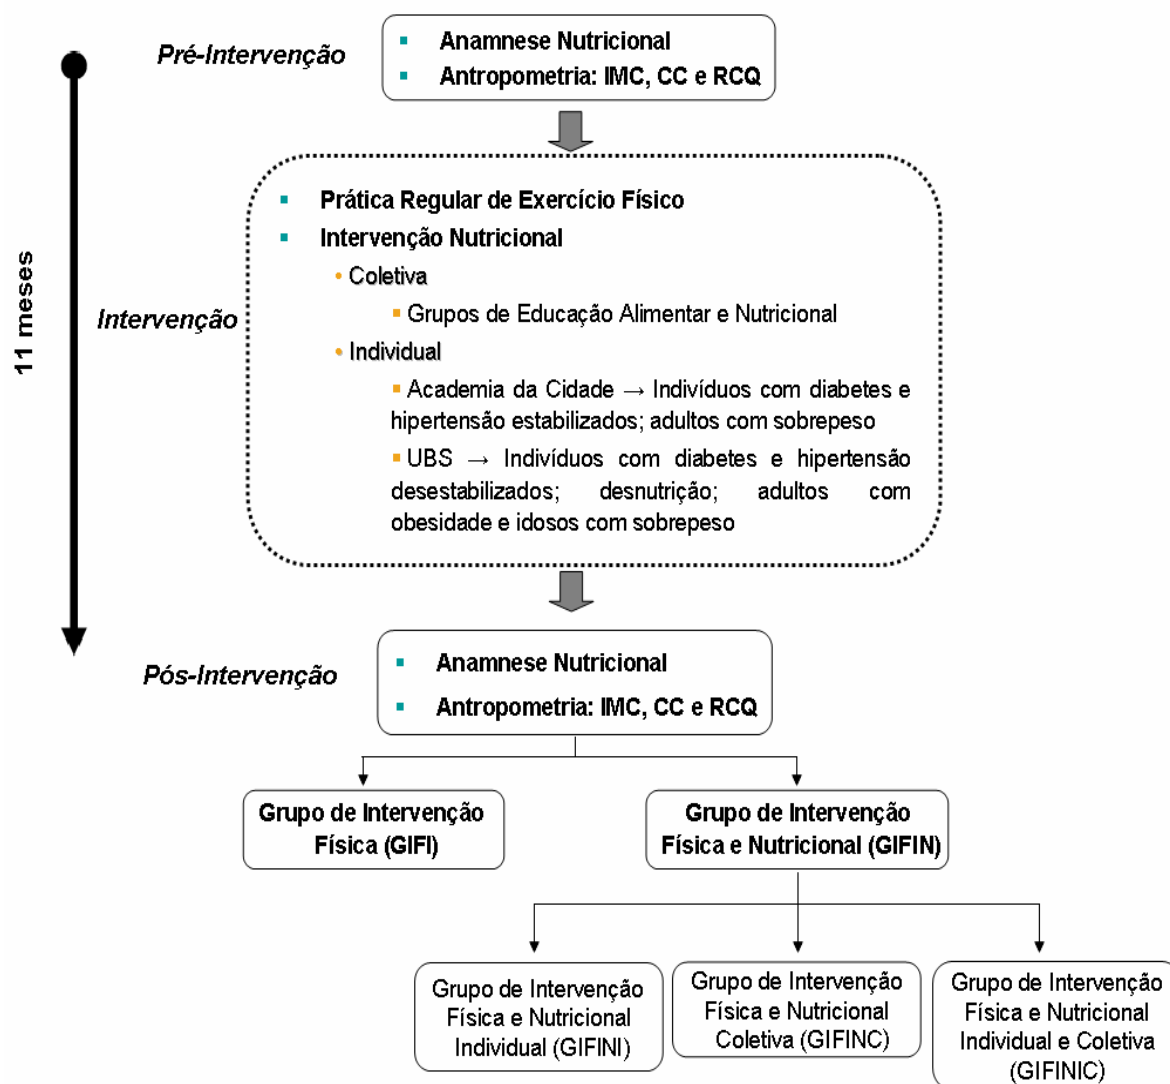 Pré-Intervenção
▪ Anamnese Nutricional
▪ Antropometria: IMC, CC e RCQ
11 meses
Intervenção
▪ Prática Regular de Exercício Físico
▪ Intervenção Nutricional
• Coletiva
▪ Grupos de Educação Alimentar e Nutricional
• Individual
▪ Academia da Cidade → Indivíduos com diabetes e
hipertensão estabilizados; adultos com sobrepeso
▪ UBS → Indivíduos com diabetes e hipertensão
desestabilizados; desnutrição; adultos com
obesidade e idosos com sobrepeso
Pós-Intervenção
▪ Anamnese Nutricional
▪ Antropometria: IMC, CC e RCQ
Grupo de Intervenção
Física (GIFI)
Grupo de Intervenção
Física e Nutricional (GIFIN)
Grupo de Intervenção
Física e Nutricional
Individual (GIFINI)
Grupo de Intervenção
Física e Nutricional
Coletiva (GIFINC)
Grupo de Intervenção
Física e Nutricional
Individual e Coletiva
(GIFINIC)